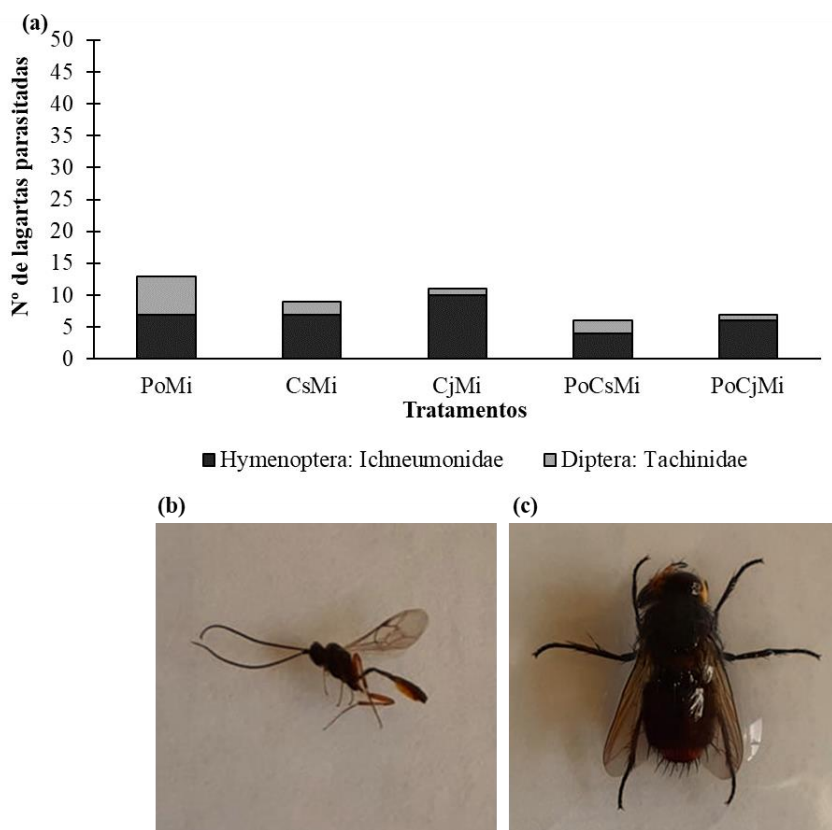 (a)
Nº de lagartas parasitadas
50
45
40
35
30
25
20
15
10
5
0
PoMi CsMi CjMi PoCsMi PoCjMi
Tratamentos
Hymenoptera: Ichneumonidae Diptera: Tachinidae
(b) (c)